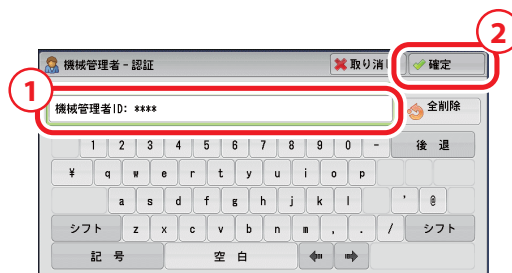 ②
機械管理者 - 認証
取り消
確定
①
機械管理者ID: ****
全削除
1 2 3 4 5 6 7 8 9 0 - 後 退
¥ q w e r t y u i o p
a s d f g h j k l ' @
シフト z x c v b n m , . / シフト
記 号 空 白